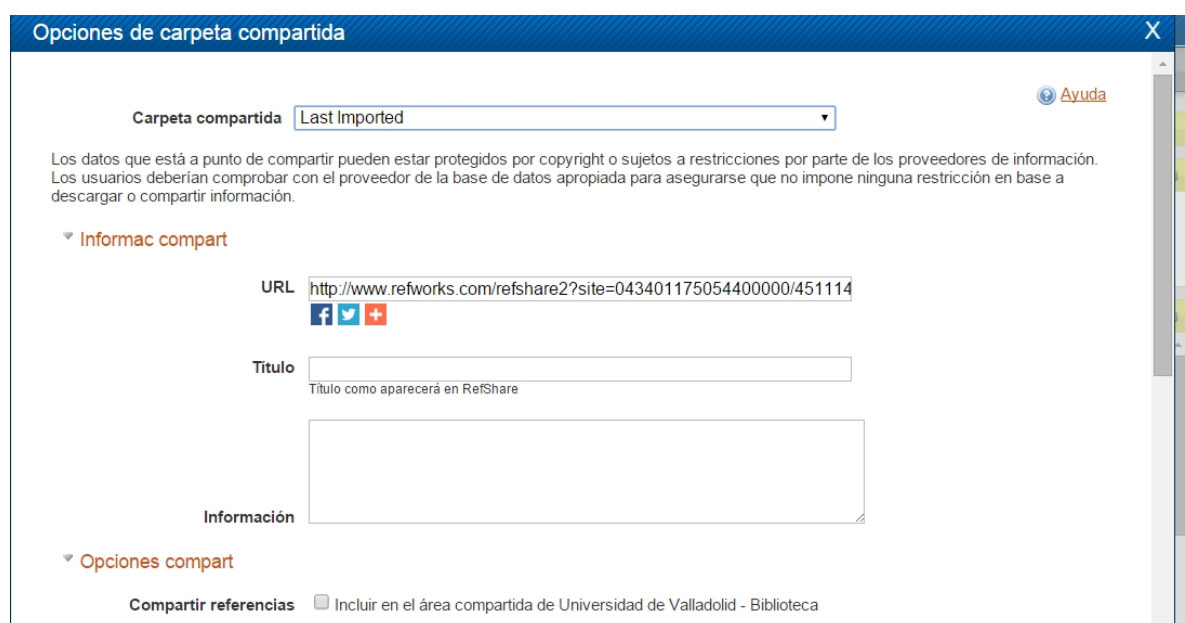 Opciones de carpeta compartida X
Ayuda
Carpeta compartida Last Imported
Los datos que está a punto de compartir pueden estar protegidos por copyright o sujetos a restricciones por parte de los proveedores de información.
Los usuarios deberían comprobar con el proveedor de la base de datos apropiada para asegurarse que no impone ninguna restricción en base a
descargar o compartir información.
Informac compart
URL http://www.refworks.com/refshare2?site=043401175054400000/451114
Título
Título como aparecerá en RefShare
Información
Opciones compart
Compartir referencias Incluir en el área compartida de Universidad de Valladolid - Biblioteca